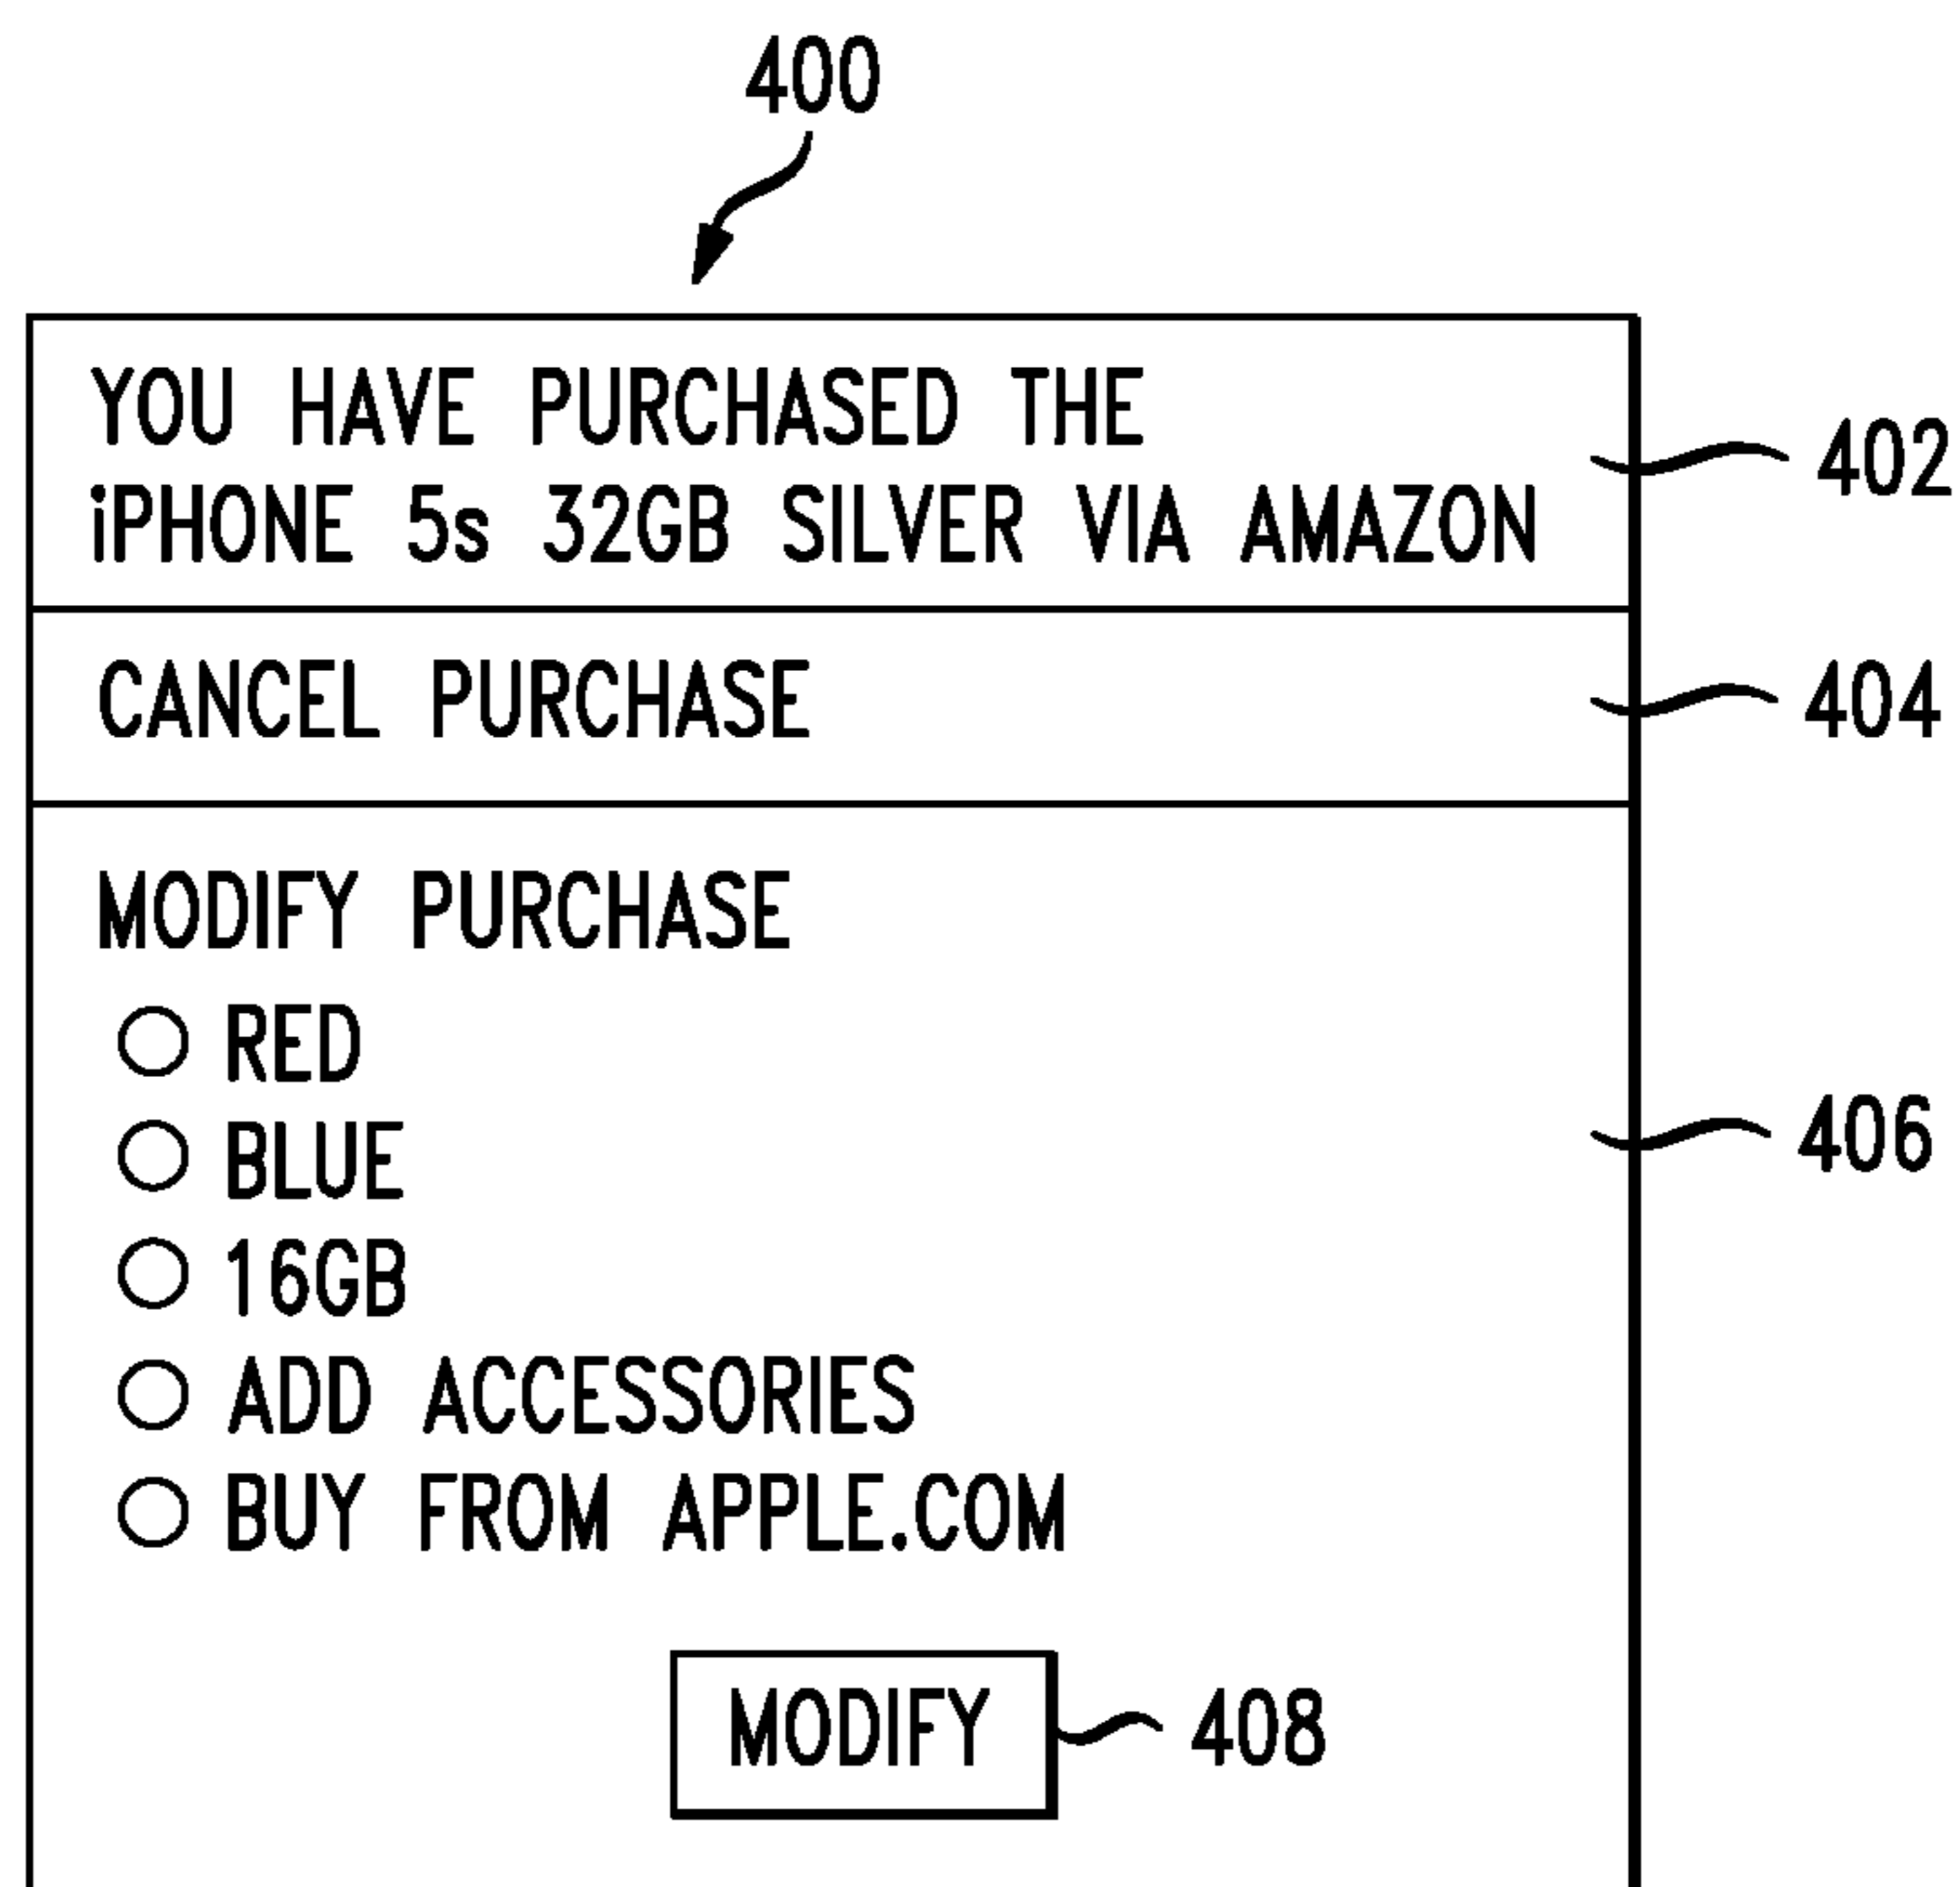 400
YOU HAVE PURCHASED THE
iPHONE 5s 32GB SILVER VIA AMAZON
402
CANCEL PURCHASE
404
MODIFY PURCHASE
RED
BLUE
406
16GB
ADD ACCESSORIES
BUY FROM APPLE.COM
MODIFY
408